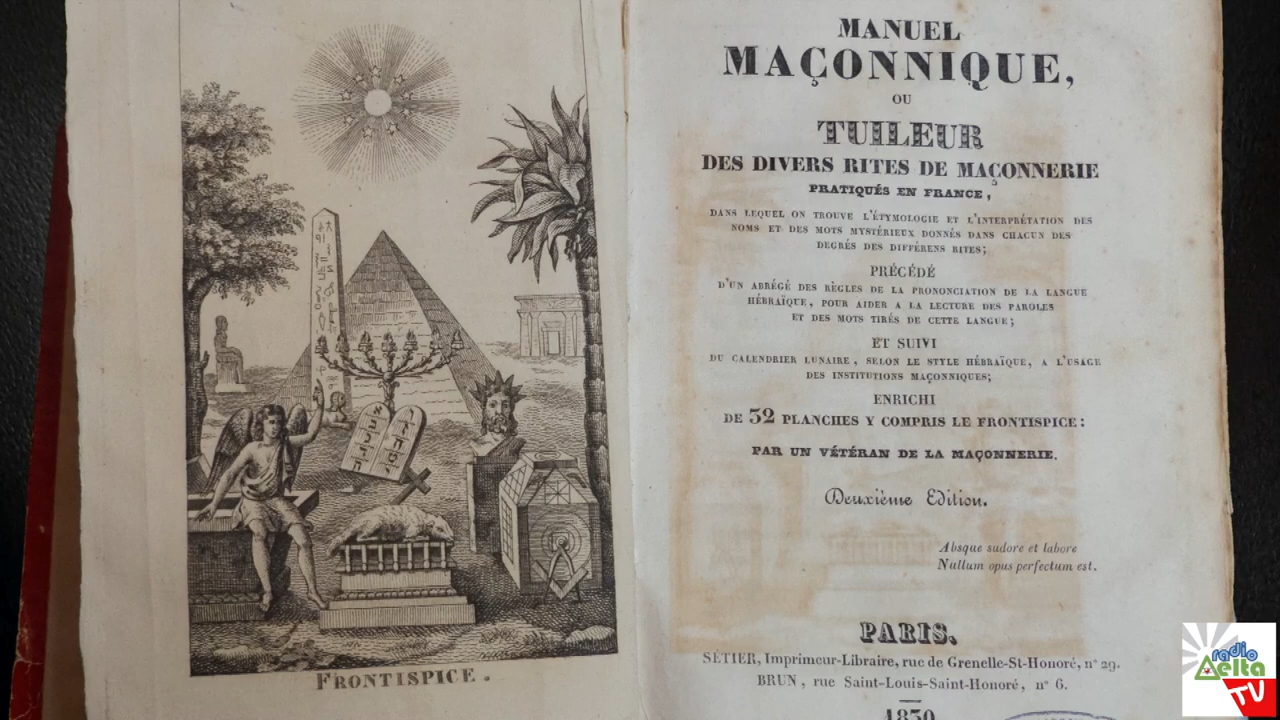 FRONTISPICE.
MANUEL
MAÇONNIQUE,
OU
TUILEUR
DES DIVERS RITES DE MAÇONNERIE
PRATIQUÉS EN FRANCE,
DANS LEQUEL ON TROUVE L'ÉTYMOLOGIE ET L'INTERPRÉTATION DES
NOMS ET DES MOTS MYSTÉRIEUX DONNÉS DANS CHACUN DES
DEGRÉS DES DIFFÉRENS RITES;
PRÉCÉDÉ
D'UN ABRÉGÉ DES RÈGLES DE LA PRONONCIATION DE LA LANGUE
HÉBRAÏQUE, POUR AIDER A LA LECTURE DES PAROLES
ET DES MOTS TIRÉS DE CETTE LANGUE;
ET SUIVI
DU CALENDRIER LUNAIRE, SELON LE STYLE HÉBRAÏQUE, A L'USAGE
DES INSTITUTIONS MAÇONNIQUES;
ENRICHI
DE 32 PLANCHES Y COMPRIS LE FRONTISPICE:
PAR UN VÉTÉRAN DE LA MAÇONNERIE.
Deuxième Edition.
Absque sudore et labore
Nullum opus perfectum est.
PARIS.
SÉTIER, Imprimeur-Libraire, rue de Grenelle-St-Honoré, n° 29.
BRUN, rue Saint-Louis-Saint-Honoré, n° 6.
1830
radio
Delta
TV